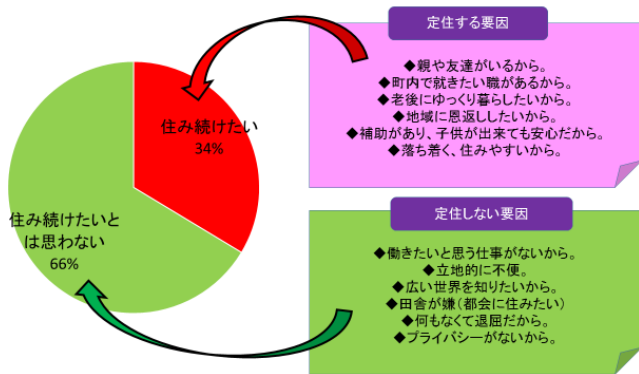 住み続けたい
34%
住み続けたいと
は思わない
66%
定住する要因
◆親や友達がいるから。
◆町内で就きたい職があるから。
◆老後にゆっくり暮らしたいから。
◆地域に恩返ししたいから。
◆補助があり、子供が出来ても安心だから。
◆落ち着く、住みやすいから。
定住しない要因
◆働きたいと思う仕事がないから。
◆立地的に不便。
◆広い世界を知りたいから。
◆田舎が嫌(都会に住みたい)
◆何もなくて退屈だから。
◆プライバシーがないから。